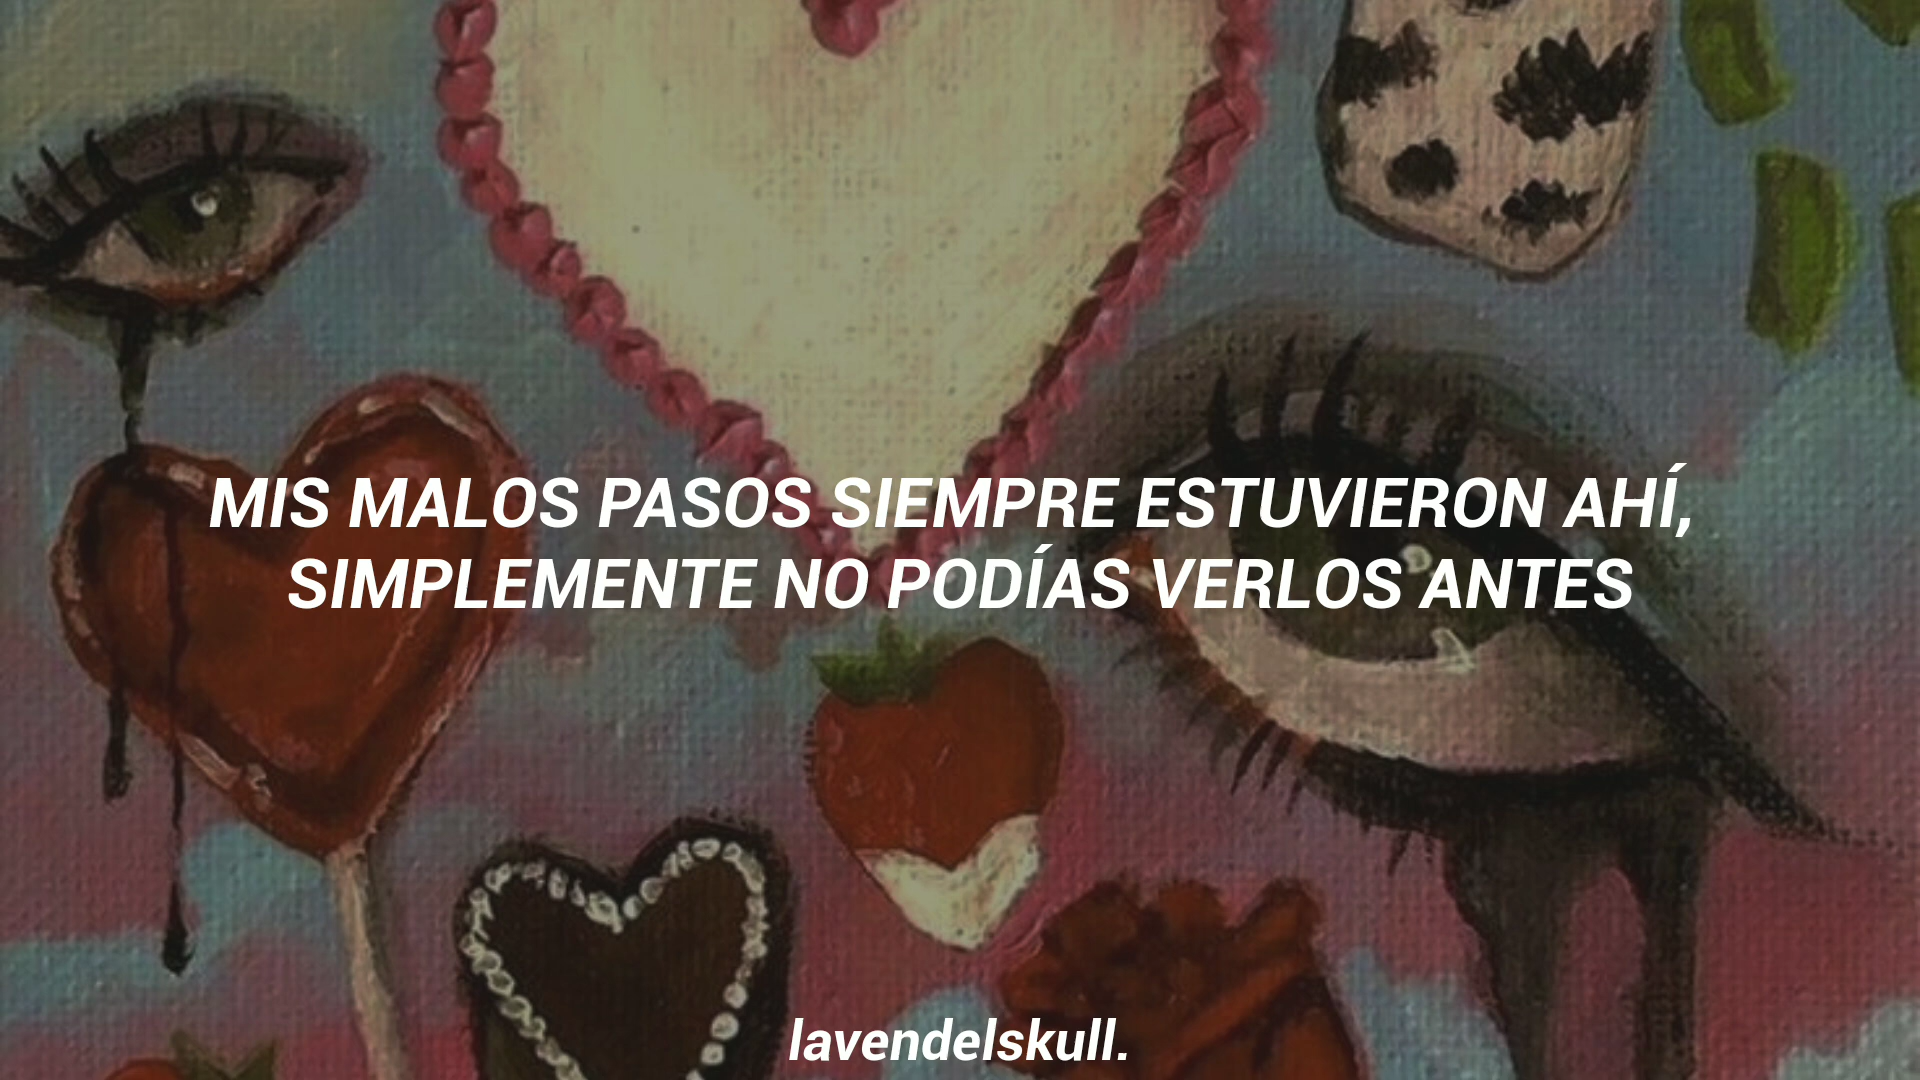 MIS MALOS PASOS SIEMPRE ESTUVIERON AHÍ,
SIMPLEMENTE NO PODÍAS VERLOS ANTES
lavendelskull.